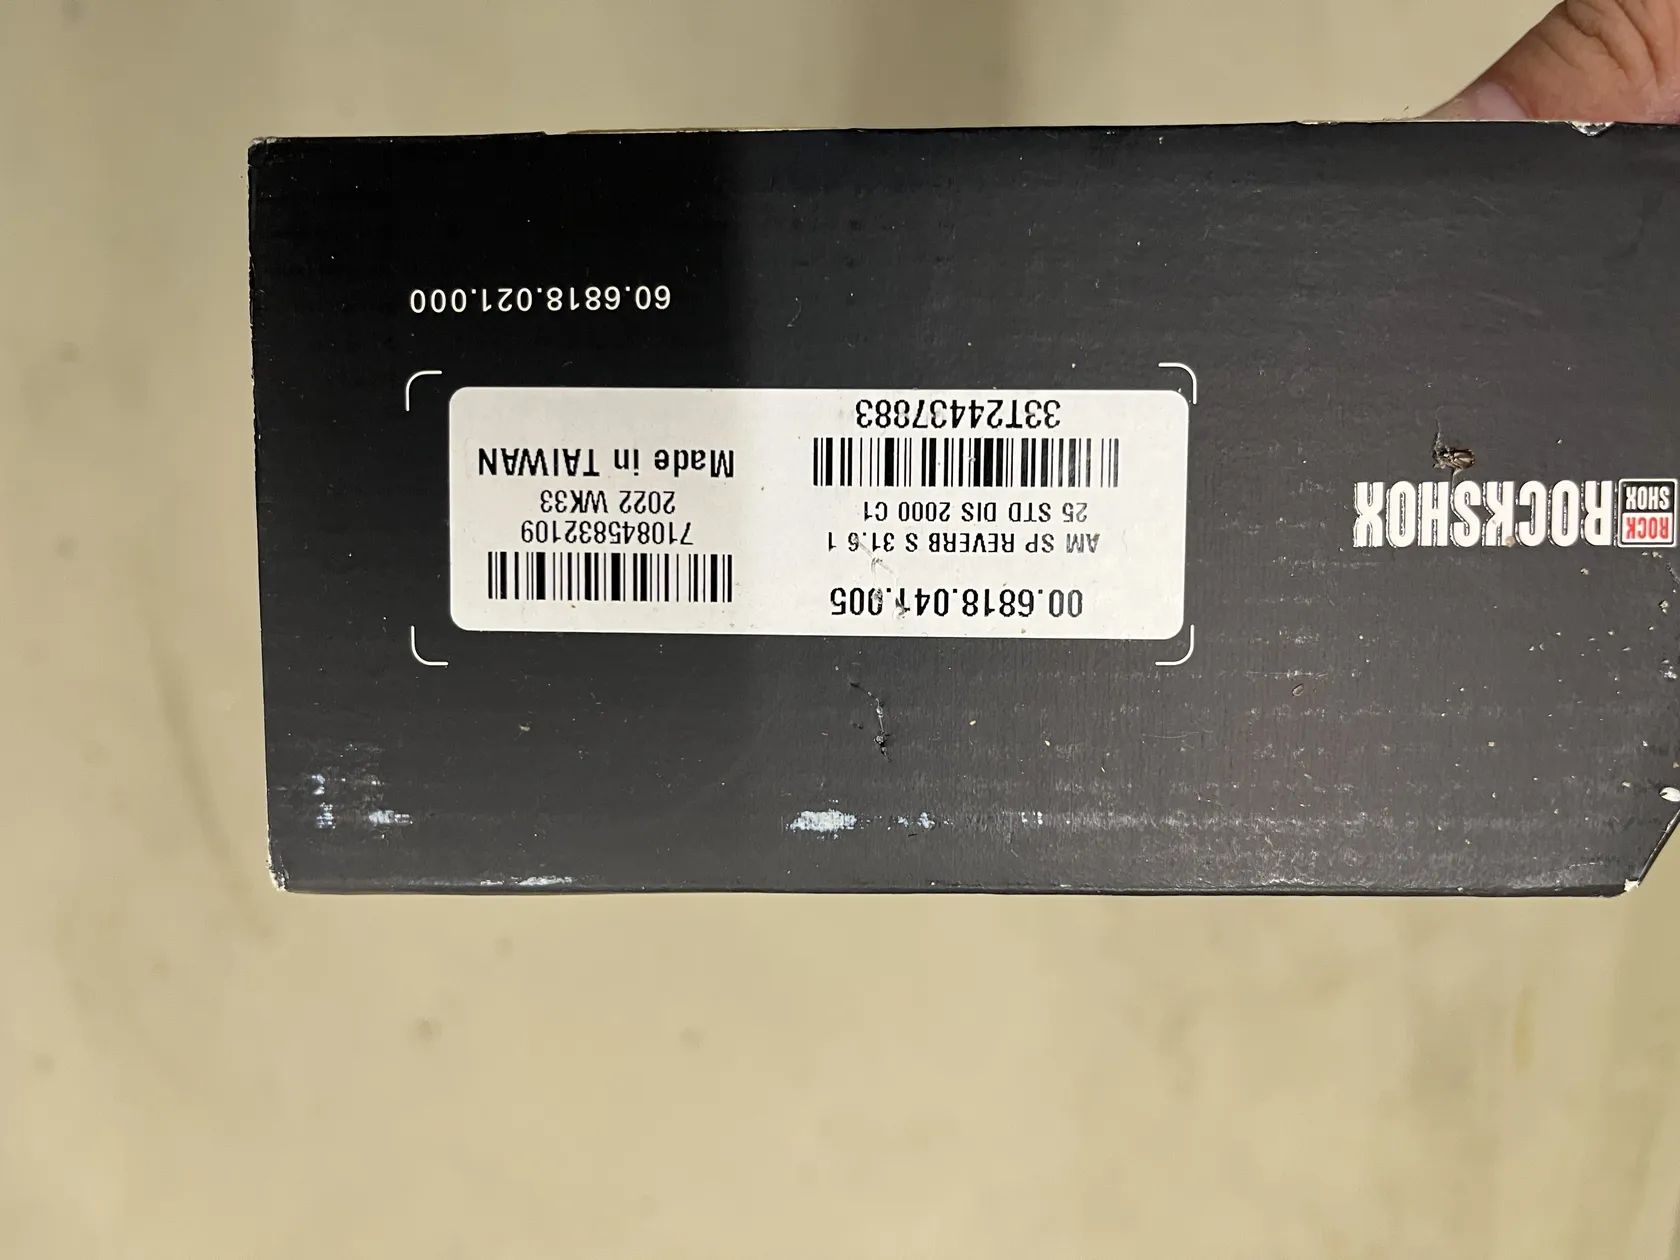 ROCK
SHOX
ROCKSHOX
00.6818.041.005
AM SP REVERB S 31.6 1
25 STD DIS 2000 C1
33T24437883
710845832109
2022 WK33
Made in TAIWAN
60.6818.021.000